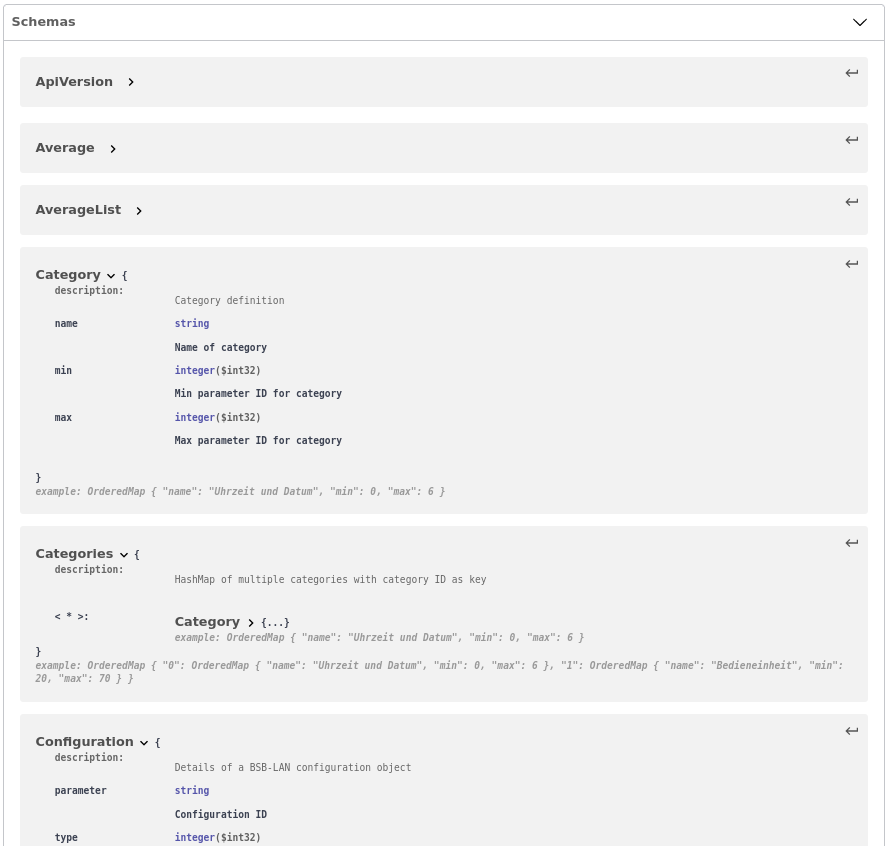 Schemas
ApiVersion
Average
AverageList
Category {
description:
Category definition
name string
Name of category
min integer($int32)
Min parameter ID for category
max integer($int32)
Max parameter ID for category
}
example: OrderedMap { "name": "Uhrzeit und Datum", "min": 0, "max": 6 }
Categories {
description:
HashMap of multiple categories with category ID as key
< * >:
Category {...}
example: OrderedMap { "name": "Uhrzeit und Datum", "min": 0, "max": 6 }
}
example: OrderedMap { "0": OrderedMap { "name": "Uhrzeit und Datum", "min": 0, "max": 6 }, "1": OrderedMap { "name": "Bedieneinheit", "min":
20, "max": 70 } }
Configuration {
description:
Details of a BSB-LAN configuration object
parameter string
Configuration ID
type integer($int32)